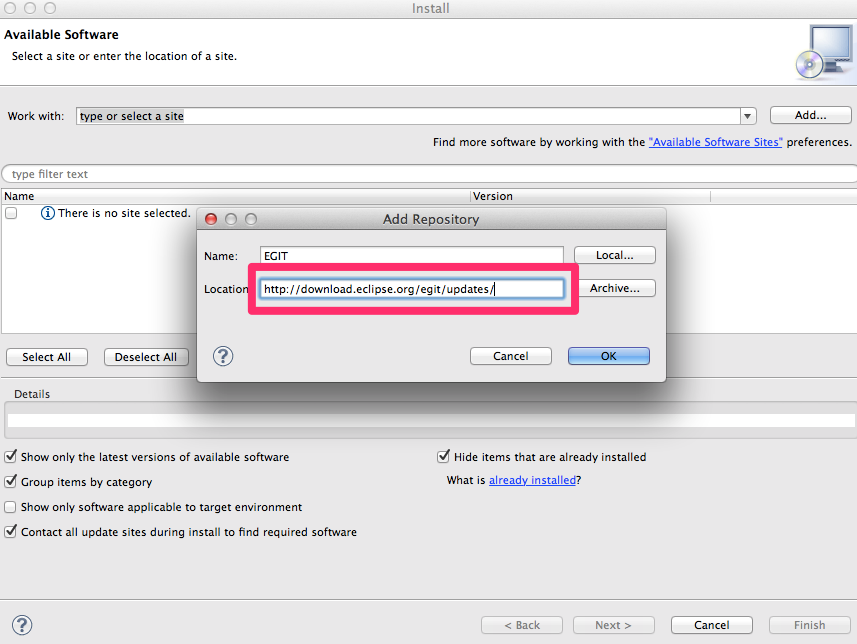 Install
Available Software
Select a site or enter the location of a site.
Work with: type or select a site Add...
Find more software by working with the "Available Software Sites" preferences.
type filter text
Name Version
There is no site selected.
Add Repository
Name: EGIT Local...
Location http://download.eclipse.org/egit/updates/ Archive...
Cancel OK
Select All Deselect All
Details
Show only the latest versions of available software Hide items that are already installed
Group items by category What is already installed?
Show only software applicable to target environment
Contact all update sites during install to find required software
< Back Next > Cancel Finish